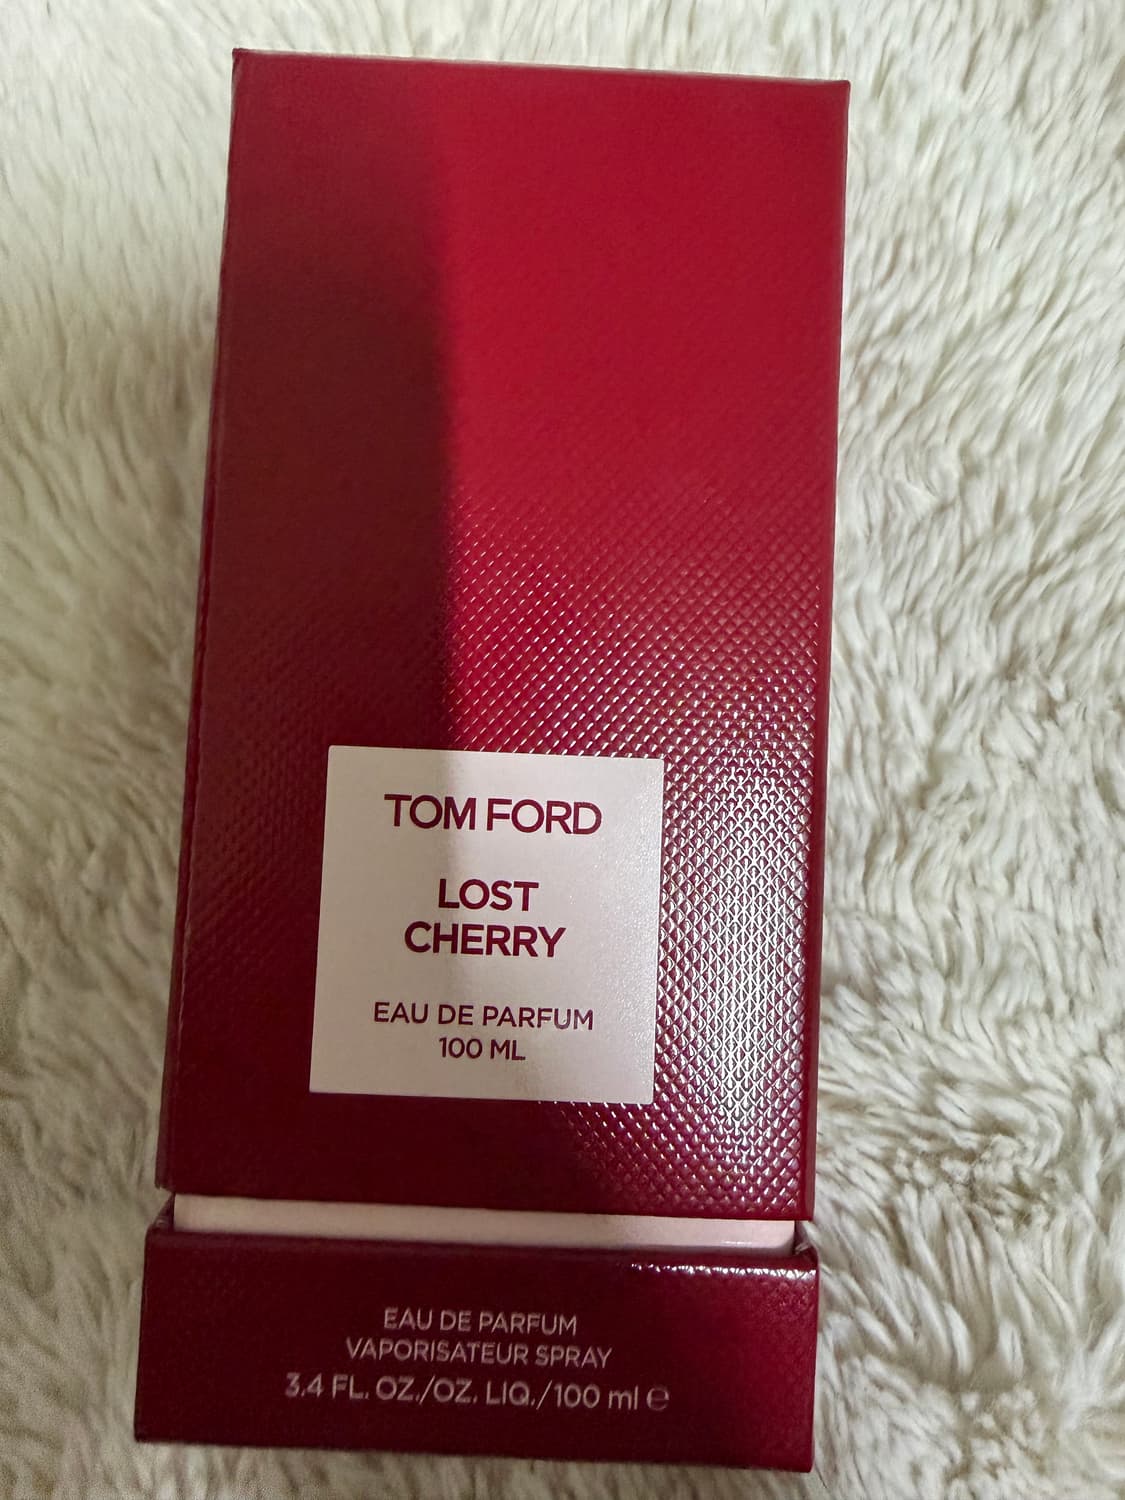 TOM FORD
LOST
CHERRY
EAU DE PARFUM
100 ML
EAU DE PARFUM
VAPORISATEUR SPRAY
3.4 FL. OZ./OZ. LIQ./100 ml ℮